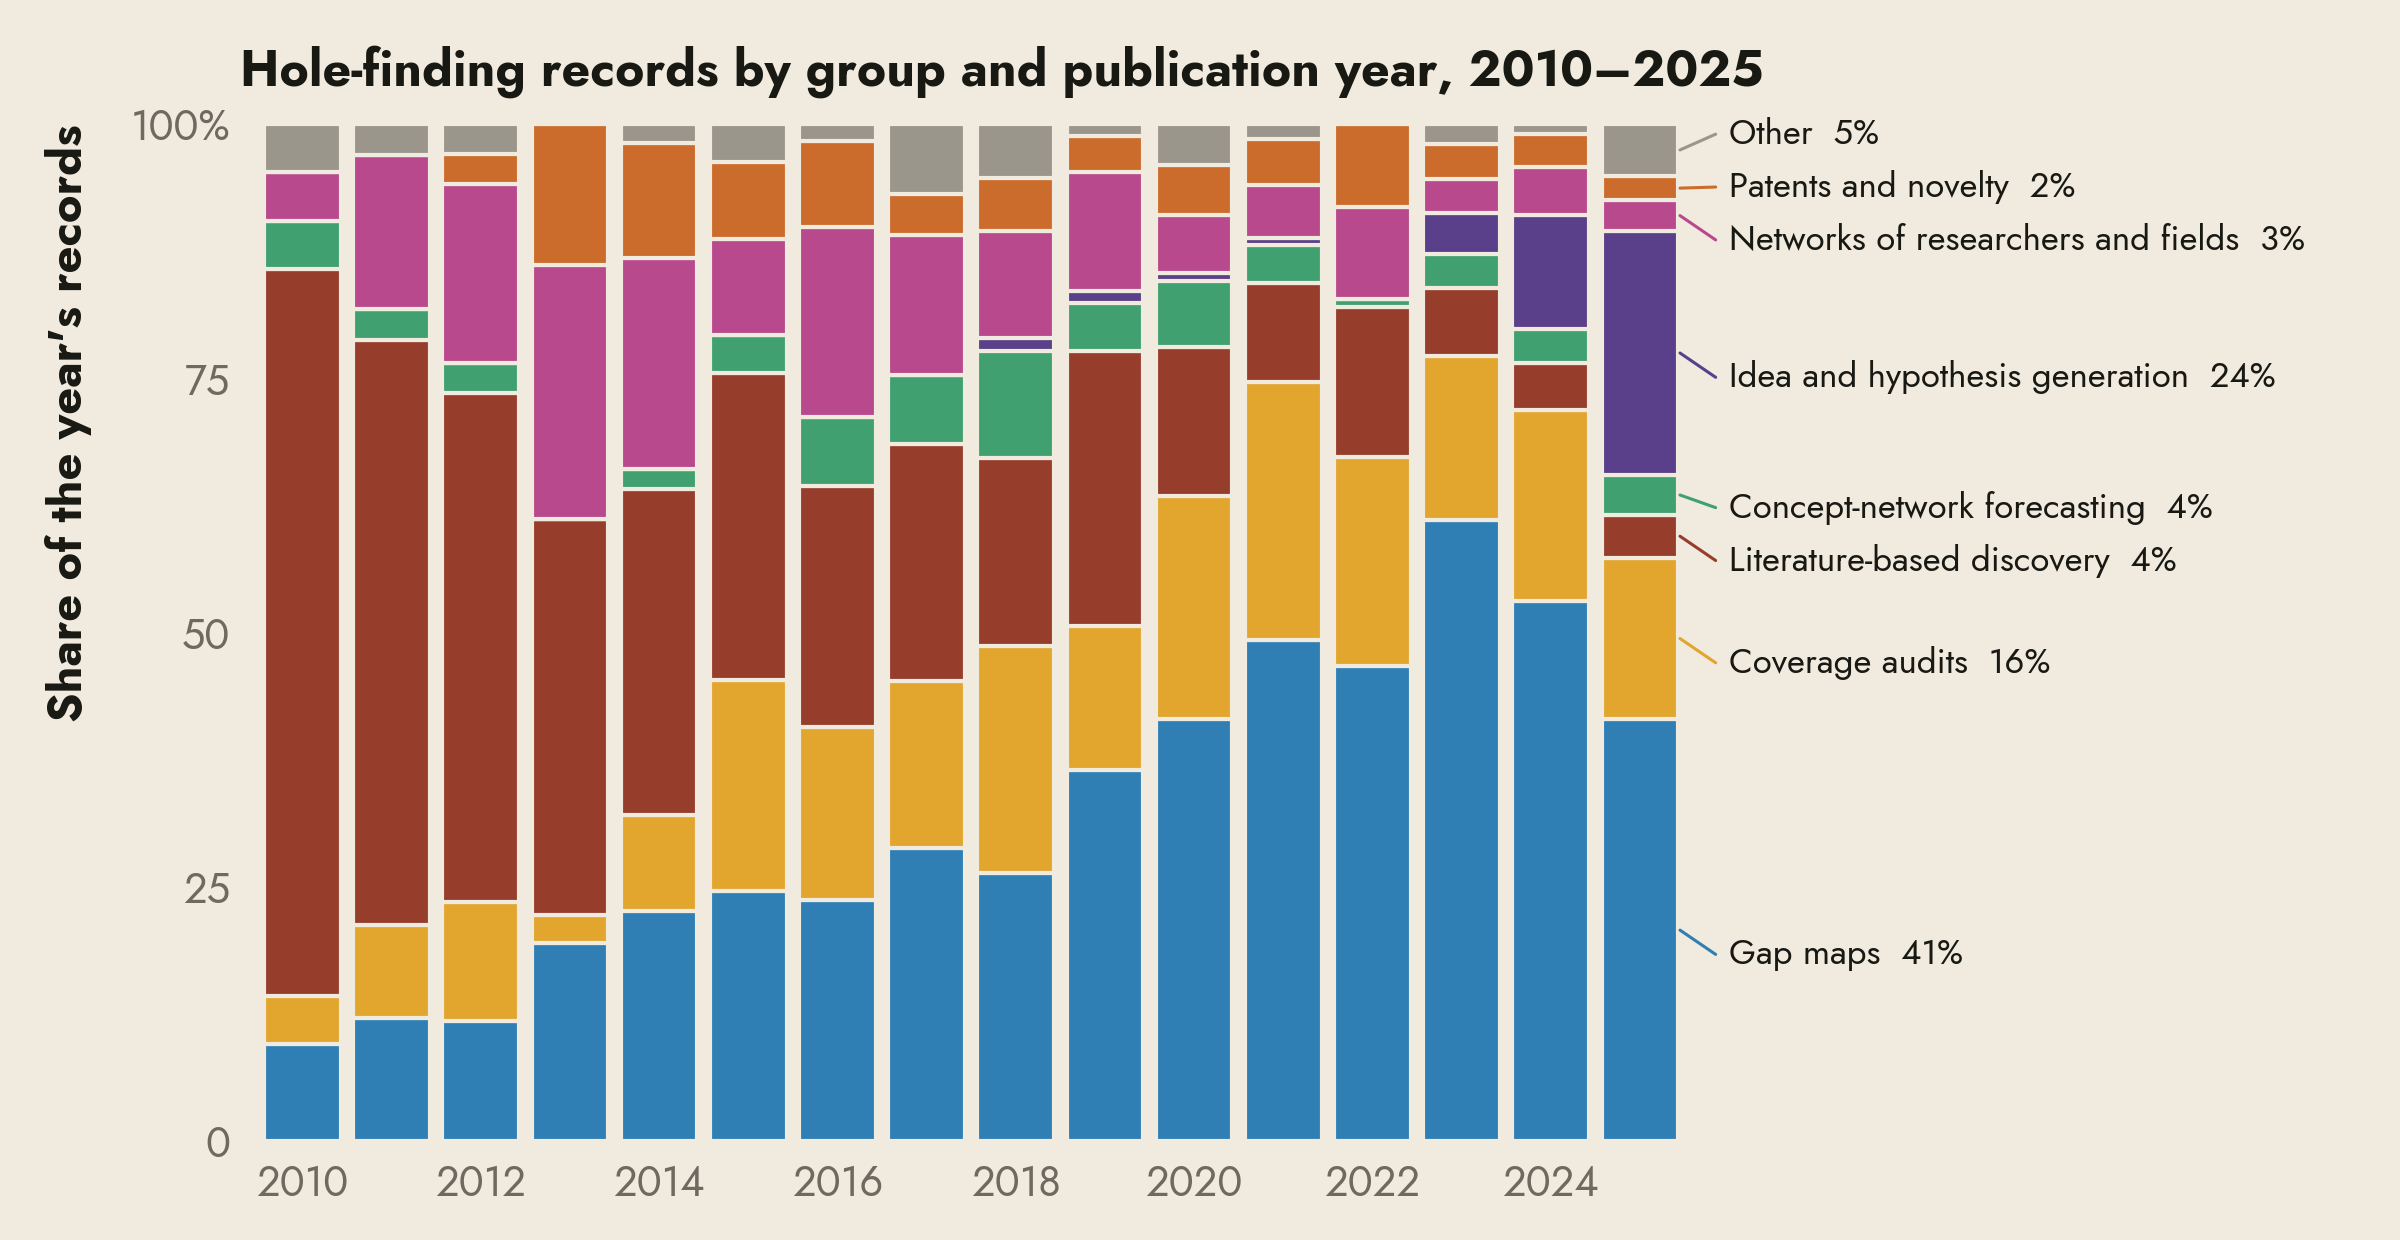 Hole-finding records by group and publication year, 2010–2025
Share of the year's records
100%
75
50
25
0
2010
2012
2014
2016
2018
2020
2022
2024
Other 5%
Patents and novelty 2%
Networks of researchers and fields 3%
Idea and hypothesis generation 24%
Concept-network forecasting 4%
Literature-based discovery 4%
Coverage audits 16%
Gap maps 41%